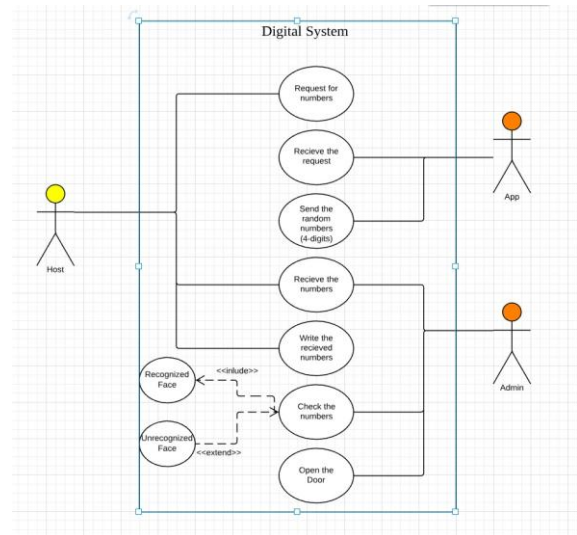 Digital System
Request for
numbers
Recieve the
request
App
Send the
random
numbers
(4-digits)
Host
Recieve the
numbers
Write the
recieved
numbers
Admin
Recognized
Face
<<inlude>>
Check the
numbers
Unrecognized
Face
<<extend>>
Open the
Door